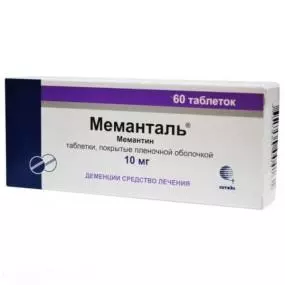 60 таблеток
Меманталь®
Мемантин
таблетки, покрытые пленочной оболочкой
10 мг
ДЕМЕНЦИИ СРЕДСТВО ЛЕЧЕНИЯ